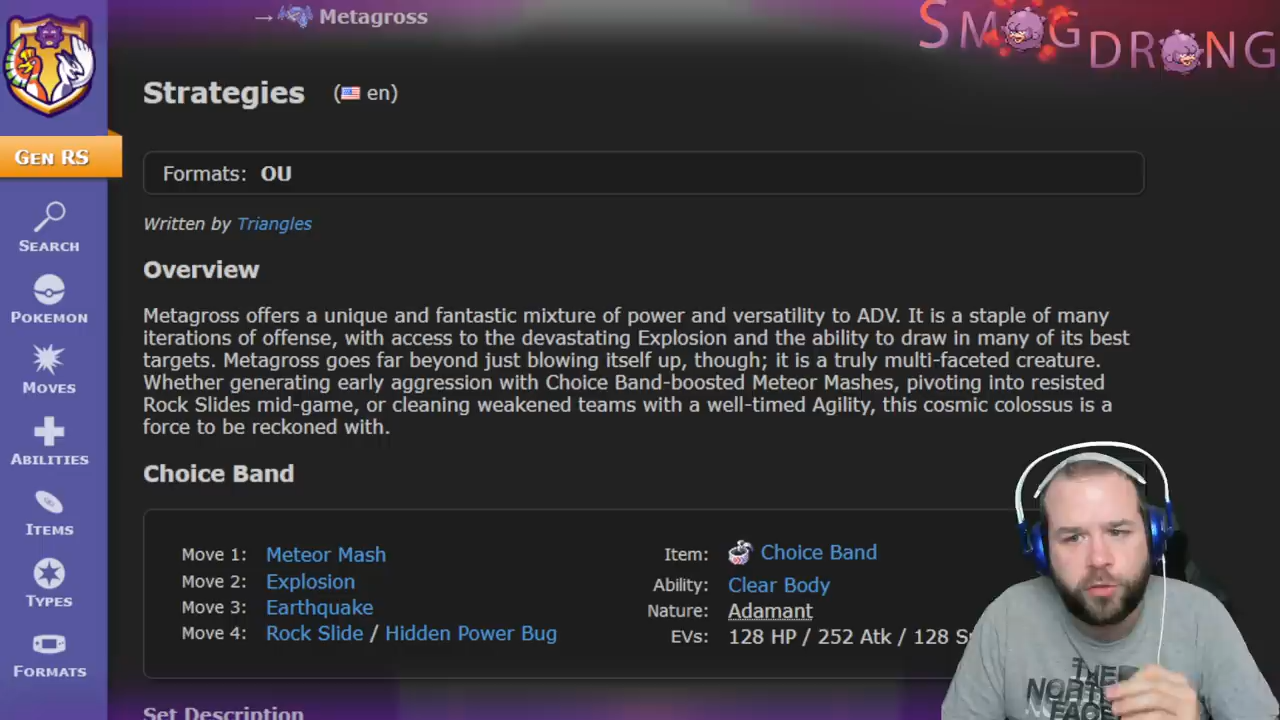 → Metagross
SMOG
DRONG
Strategies (en)
GEN RS
Formats: OU
Written by Triangles
SEARCH
Overview
POKEMON
Metagross offers a unique and fantastic mixture of power and versatility to ADV. It is a staple of many
iterations of offense, with access to the devastating Explosion and the ability to draw in many of its best
targets. Metagross goes far beyond just blowing itself up, though; it is a truly multi-faceted creature.
Whether generating early aggression with Choice Band-boosted Meteor Mashes, pivoting into resisted
Rock Slides mid-game, or cleaning weakened teams with a well-timed Agility, this cosmic colossus is a
force to be reckoned with.
MOVES
ABILITIES
Choice Band
ITEMS
Move 1: Meteor Mash
Move 2: Explosion
Move 3: Earthquake
Move 4: Rock Slide / Hidden Power Bug
Item: Choice Band
Ability: Clear Body
Nature: Adamant
EVs: 128 HP / 252 Atk / 128
TYPES
FORMATS
Set Description
THE
NORTH
FACE